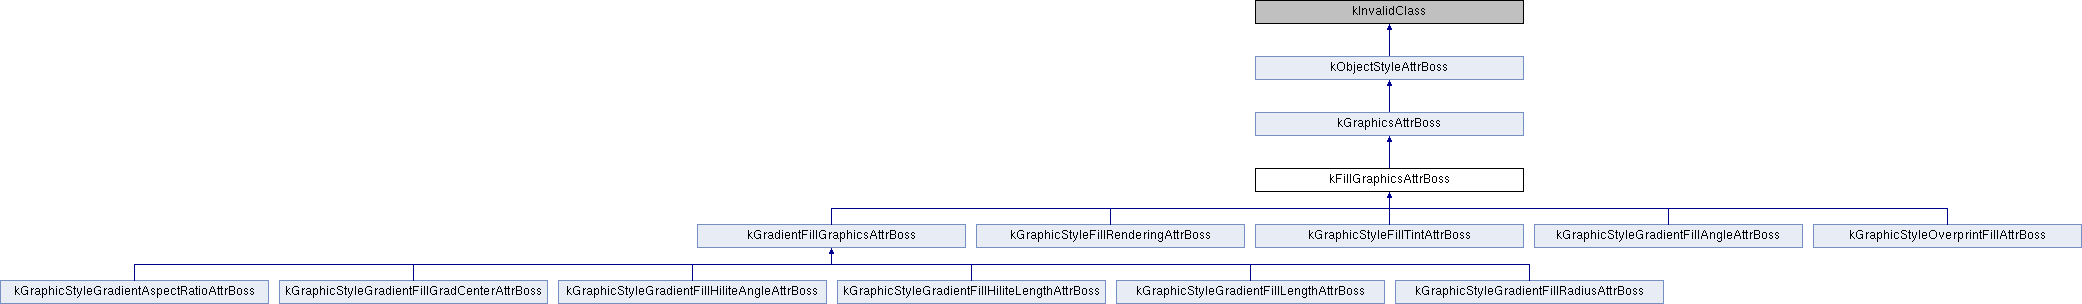 kInvalidClass
kObjectStyleAttrBoss
kGraphicsAttrBoss
kFillGraphicsAttrBoss
kGradientFillGraphicsAttrBoss
kGraphicStyleFillRenderingAttrBoss
kGraphicStyleFillTintAttrBoss
kGraphicStyleGradientFillAngleAttrBoss
kGraphicStyleOverprintFillAttrBoss
kGraphicStyleGradientAspectRatioAttrBoss
kGraphicStyleGradientFillGradCenterAttrBoss
kGraphicStyleGradientFillHiliteAngleAttrBoss
kGraphicStyleGradientFillHiliteLengthAttrBoss
kGraphicStyleGradientFillLengthAttrBoss
kGraphicStyleGradientFillRadiusAttrBoss